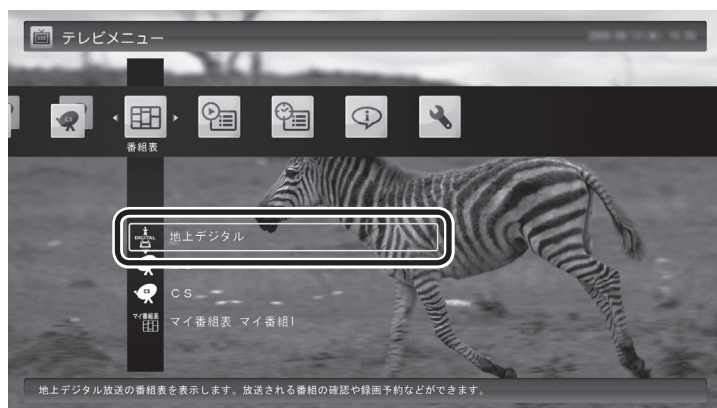 テレビメニュー
CS
番組表
DIGITAL
地上デジタル
CS
CS
マイ番組表
マイ番組表 マイ番組1
地上デジタル放送の番組表を表示します。放送される番組の確認や録画予約などができます。